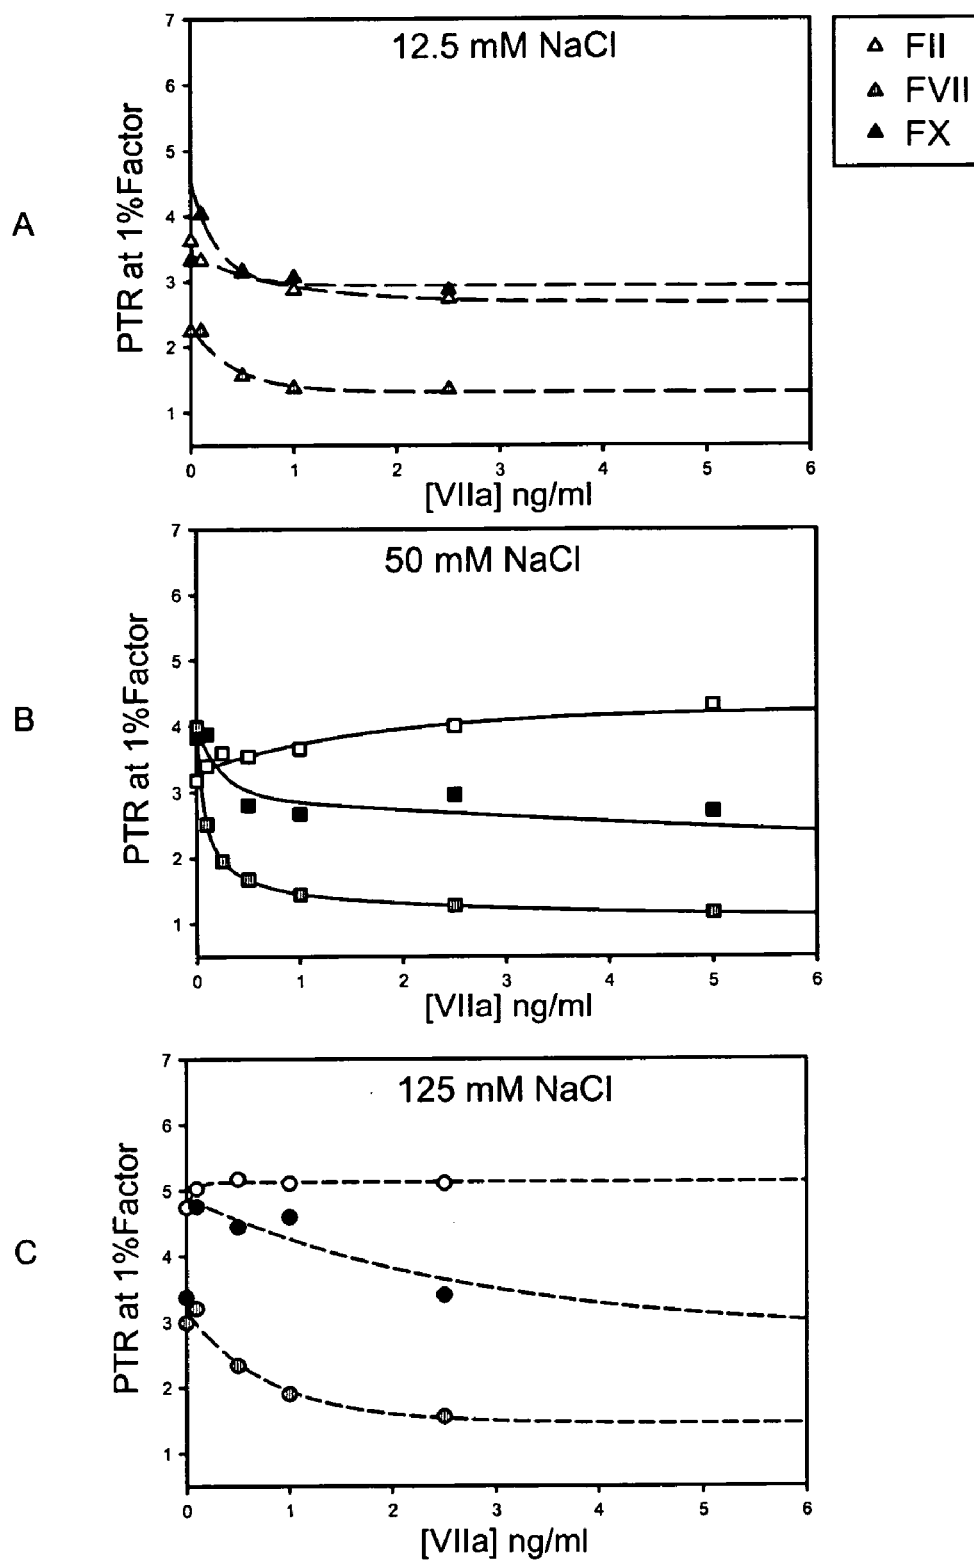 12.5 mM NaCl
FII
FVII
FX
A
PTR at 1%Factor
7
6
5
4
3
2
1
0 1 2 3 4 5 6
[VIIa] ng/ml
50 mM NaCl
B
PTR at 1%Factor
7
6
5
4
3
2
1
0 1 2 3 4 5 6
[VIIa] ng/ml
125 mM NaCl
C
PTR at 1%Factor
7
6
5
4
3
2
1
0 1 2 3 4 5 6
[VIIa] ng/ml